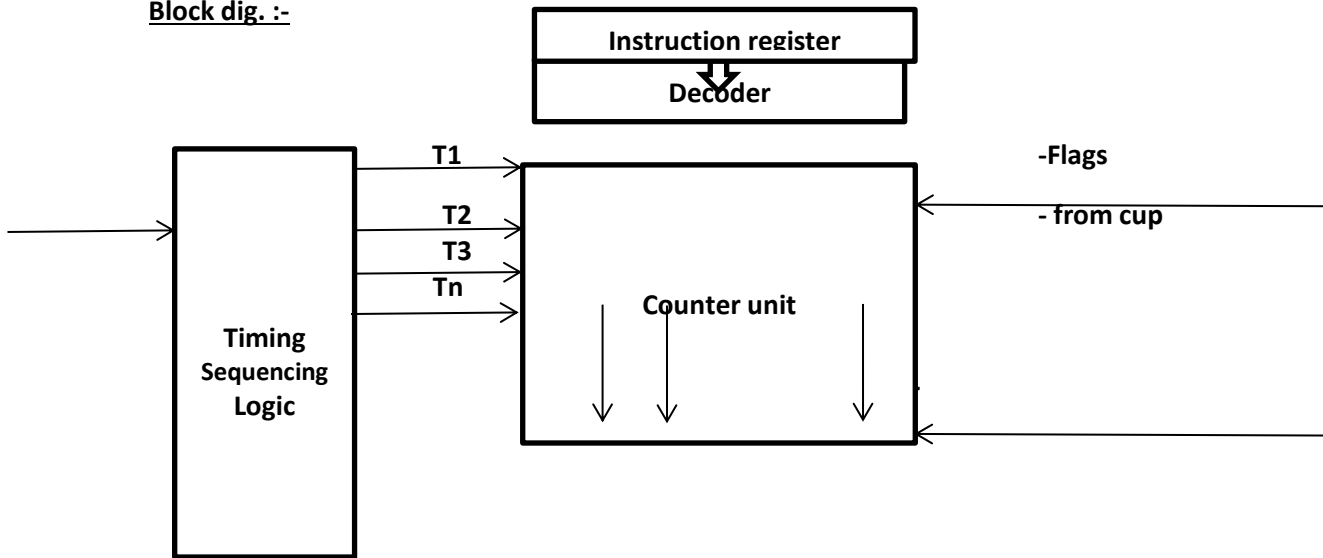 Block dig. :-
Instruction register
Decoder
T1
-Flags
T2
- from cup
T3
Tn
Counter unit
Timing
Sequencing
Logic